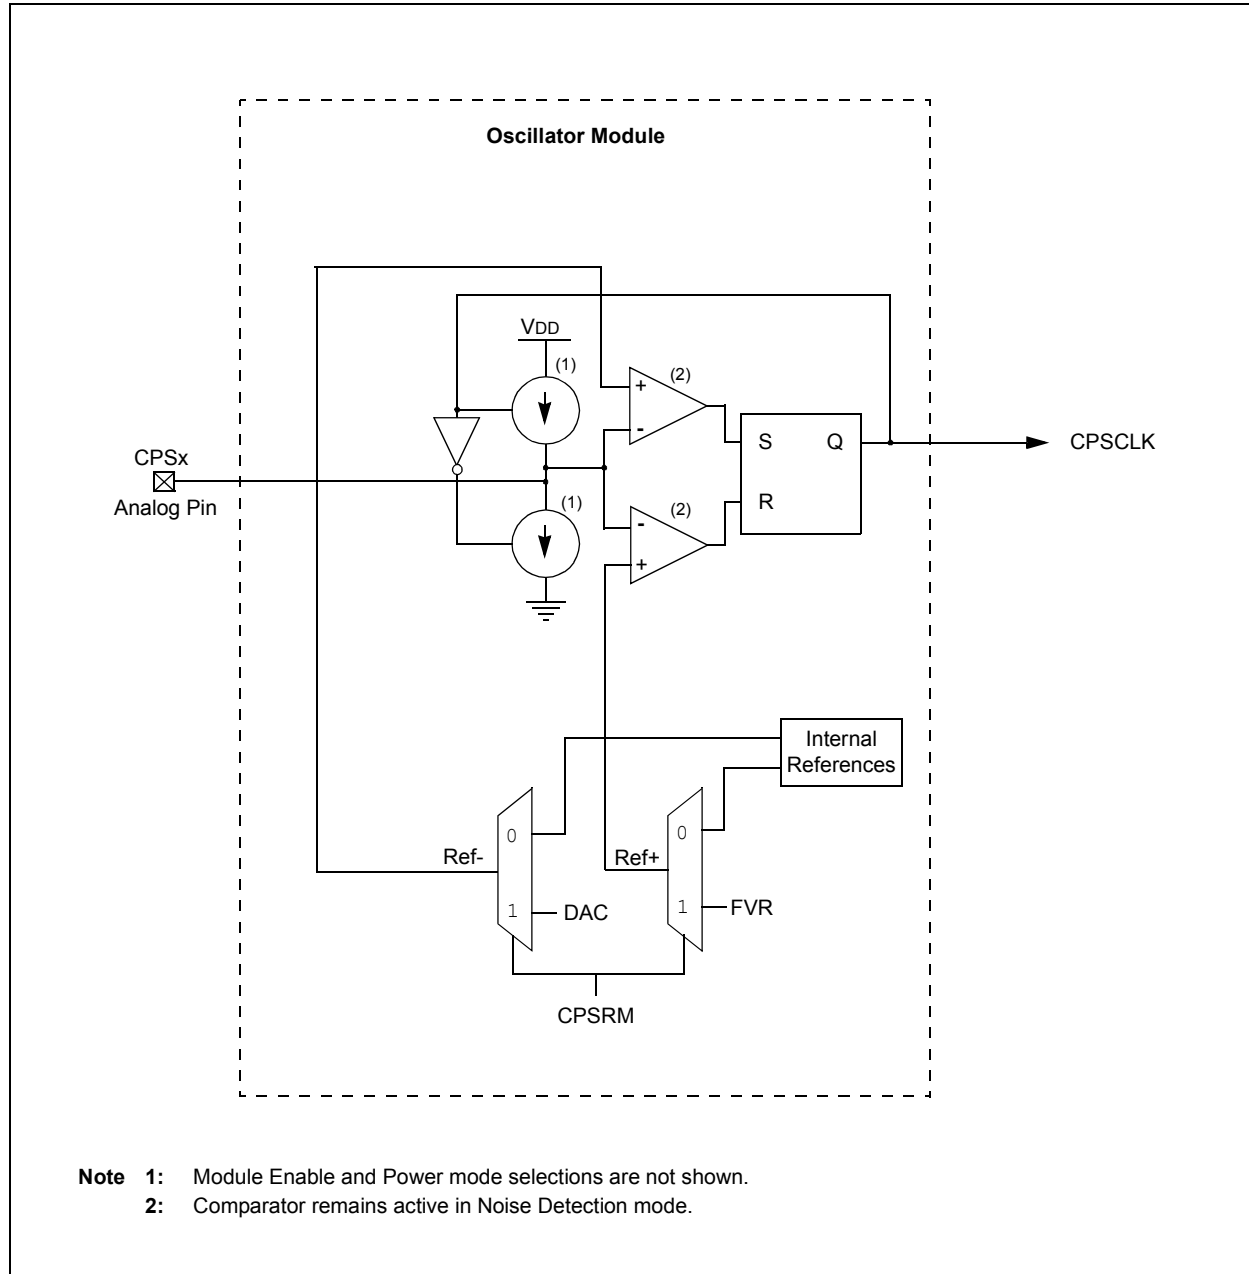 Oscillator Module
VDD
(1)
(2)
+
-
S Q
CPSCLK
CPSx
Analog Pin
(1)
(2)
R
-
+
Internal
References
0
0
Ref-
Ref+
1
DAC
1
FVR
CPSRM
Note 1: Module Enable and Power mode selections are not shown.
2: Comparator remains active in Noise Detection mode.